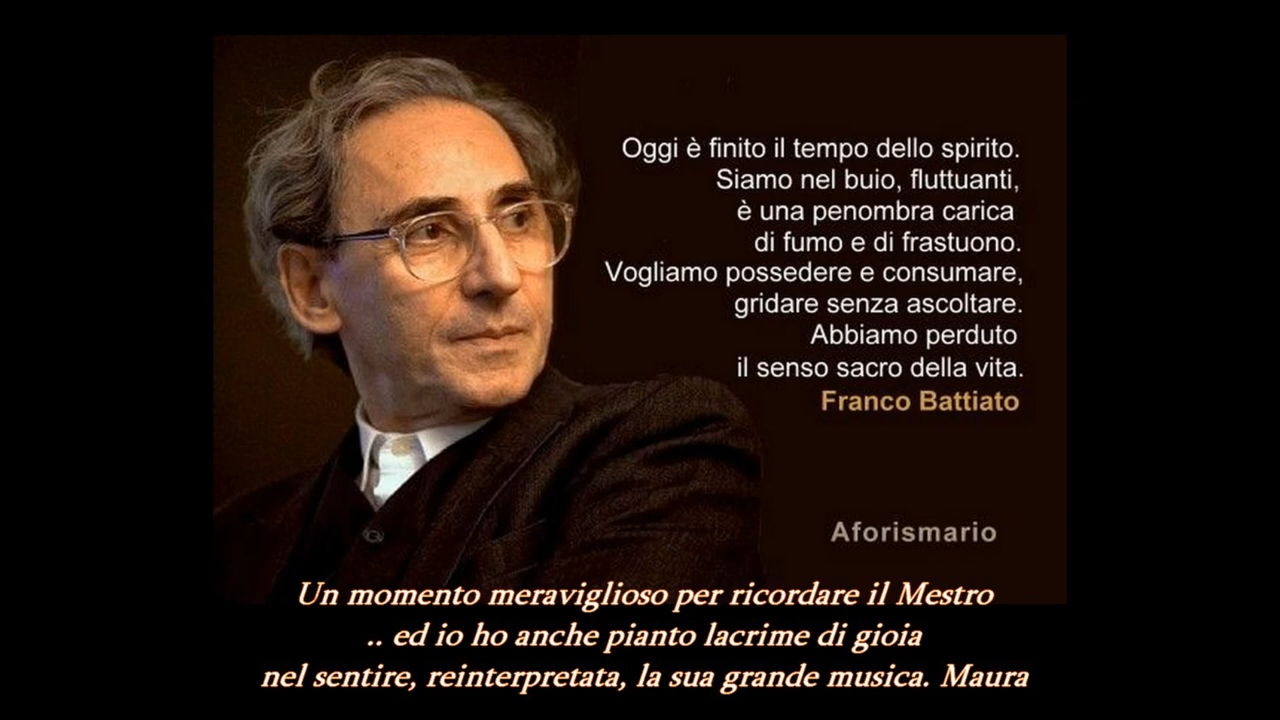 Oggi è finito il tempo dello spirito.
Siamo nel buio, fluttuanti,
è una penombra carica
di fumo e di frastuono.
Vogliamo possedere e consumare,
gridare senza ascoltare.
Abbiamo perduto
il senso sacro della vita.
Franco Battiato
Aforismario
Un momento meraviglioso per ricordare il Mestro
.. ed io ho anche pianto lacrime di gioia
nel sentire, reinterpretata, la sua grande musica. Maura